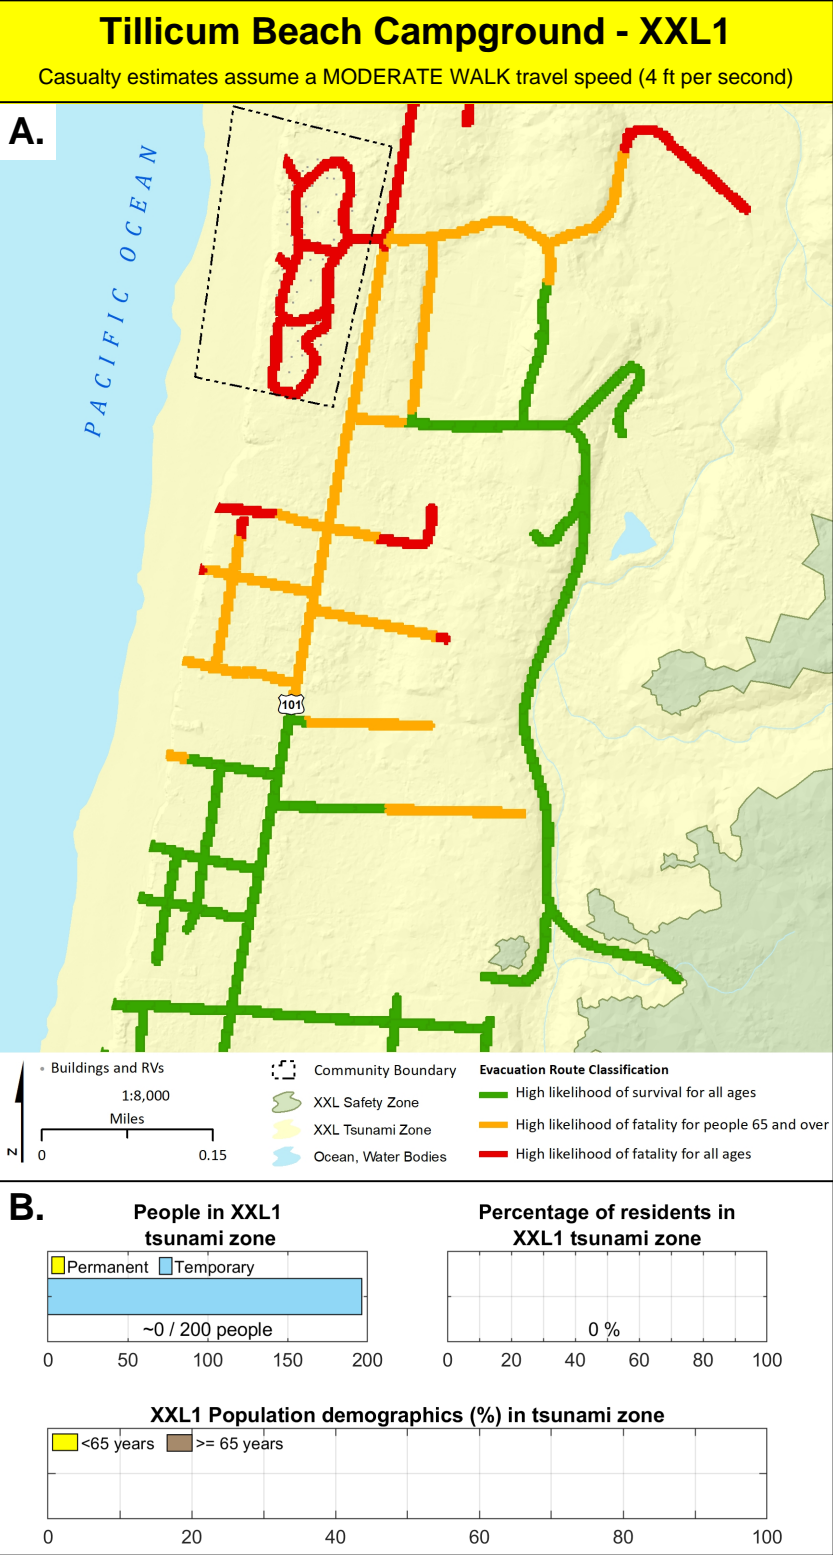 Tillicum Beach Campground - XXL1
Casualty estimates assume a MODERATE WALK travel speed (4 ft per second)
A.
PACIFIC OCEAN
101
Buildings and RVs
1:8,000
Miles
0 0.15
N
Community Boundary
XXL Safety Zone
XXL Tsunami Zone
Ocean, Water Bodies
Evacuation Route Classification
High likelihood of survival for all ages
High likelihood of fatality for people 65 and over
High likelihood of fatality for all ages
B.
People in XXL1
tsunami zone
Permanent Temporary
~0 / 200 people
0 50 100 150 200
Percentage of residents in
XXL1 tsunami zone
0 %
0 20 40 60 80 100
XXL1 Population demographics (%) in tsunami zone
<65 years >= 65 years
0 20 40 60 80 100